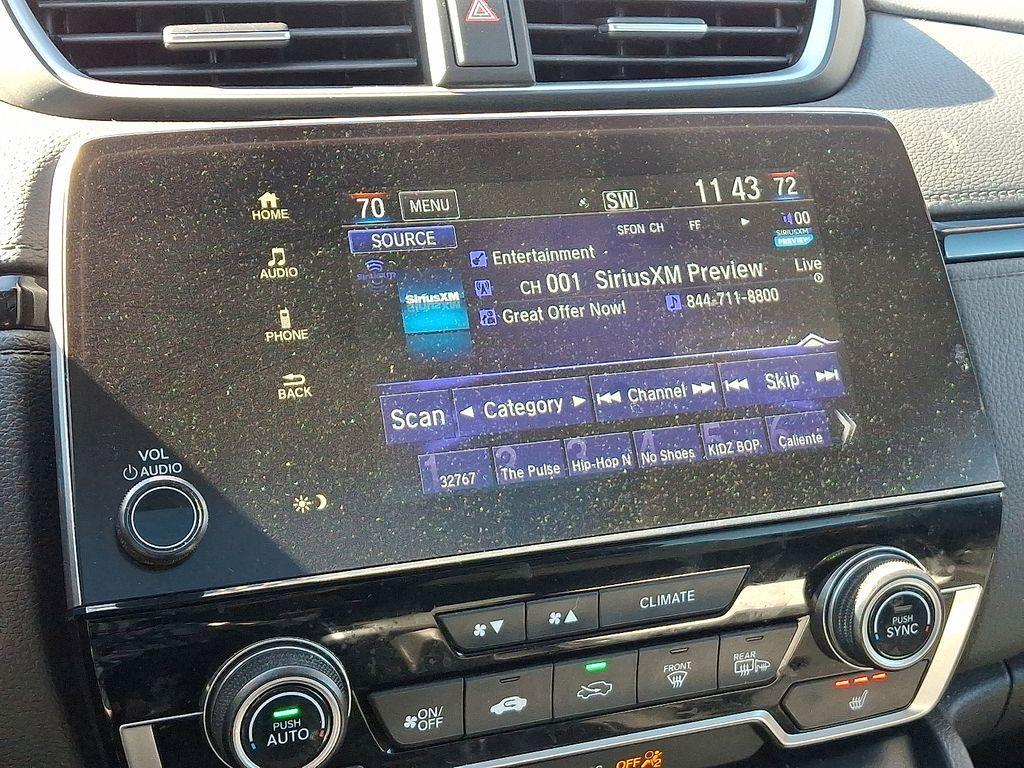 HOME
AUDIO
PHONE
BACK
VOL
AUDIO
70 MENU SW 11 43 72
SOURCE SFON CH FF 00
SIRIUSXM
PREVIEW
SiriusXM
Entertainment
CH 001 SiriusXM Preview Live
Great Offer Now! 844-711-8800
SiriusXM
Scan Category Channel Skip
1 32767 2 The Pulse 3 Hip-Hop N 4 No Shoes 5 KIDZ BOP 6 Caliente
CLIMATE
PUSH
SYNC
ON/
OFF
FRONT
REAR
PUSH
AUTO
OFF 2